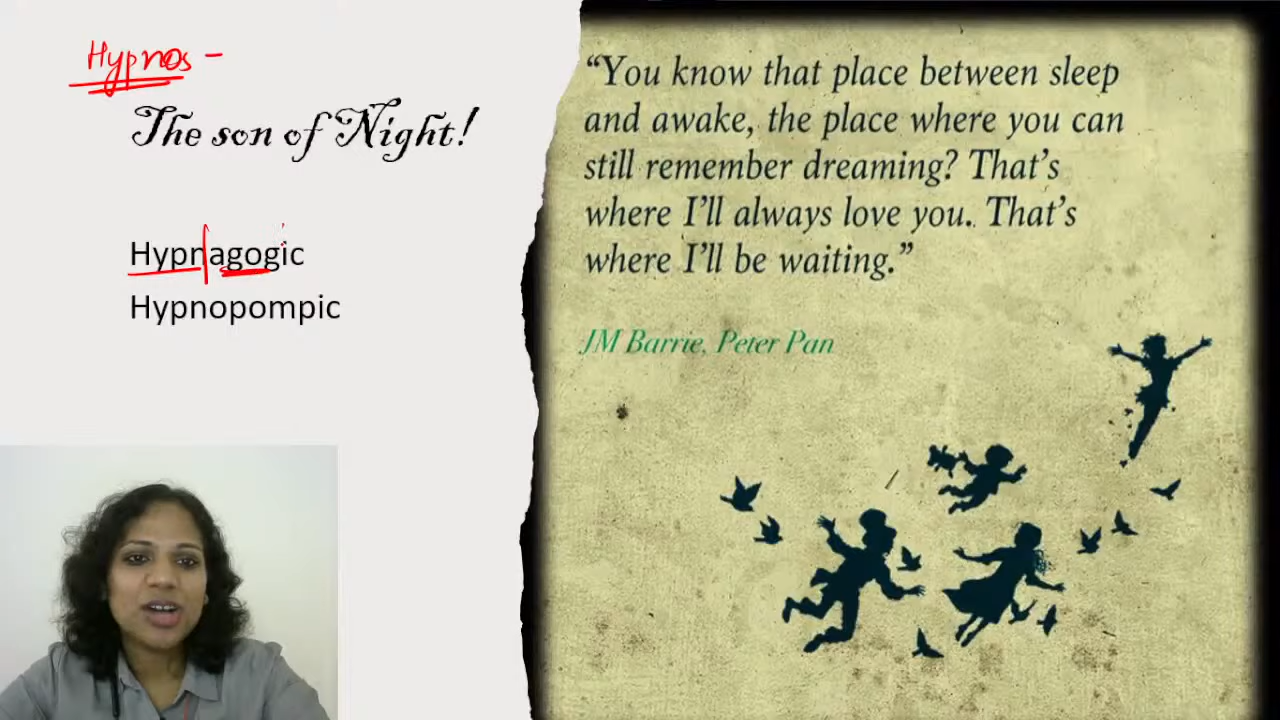 Hypnos -
The son of Night!
Hypnagogic
Hypnopompic
“You know that place between sleep
and awake, the place where you can
still remember dreaming? That’s
where I’ll always love you. That’s
where I’ll be waiting.”
JM Barrie, Peter Pan